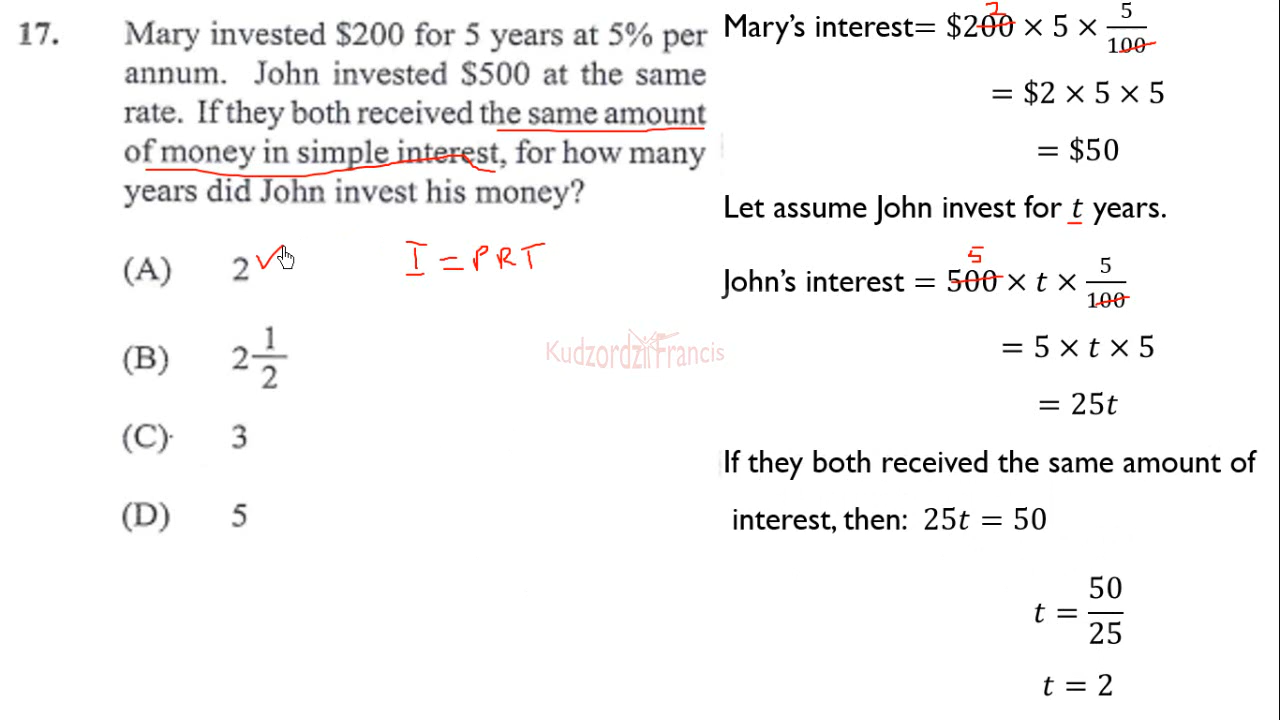 17. Mary invested $200 for 5 years at 5% per
annum. John invested $500 at the same
rate. If they both received the same amount
of money in simple interest, for how many
years did John invest his money?
(A) 2 ✓
I = PRT
(B) 2 1/2
(C) 3
(D) 5
Kudzordzi Francis
Mary's interest= $200 × 5 × 5/100
2
= $2 × 5 × 5
= $50
Let assume John invest for t years.
John's interest = 500 × t × 5/100
5
= 5 × t × 5
= 25t
If they both received the same amount of
interest, then: 25t = 50
t = 50/25
t = 2